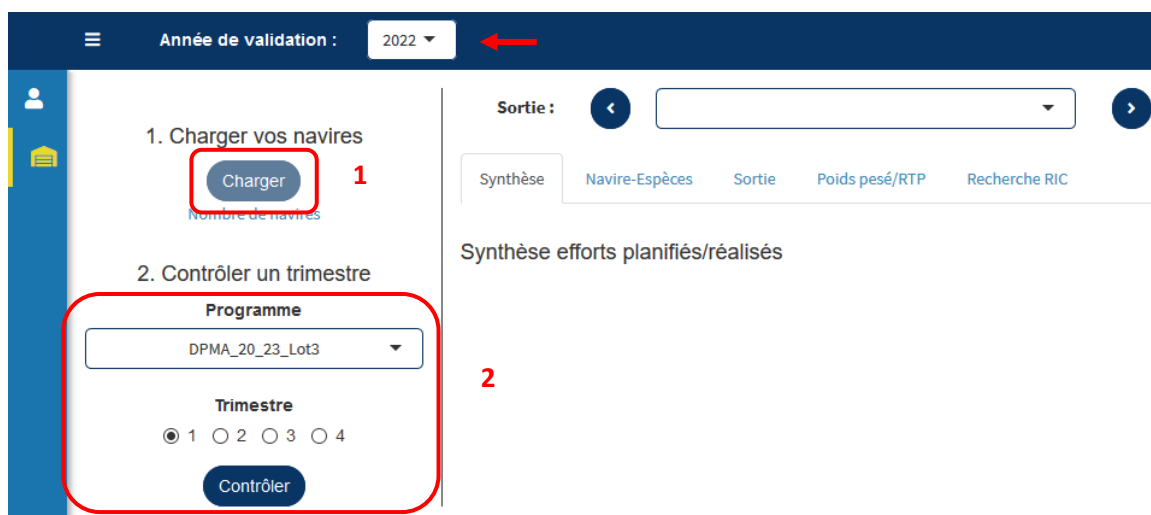 Année de validation : 2022
1. Charger vos navires
Charger
1
Nombre de navires
2. Contrôler un trimestre
Programme
DPMA_20_23_Lot3
Trimestre
1 2 3 4
Contrôler
2
Sortie :
Synthèse Navire-Espèces Sortie Poids pesé/RTP Recherche RIC
Synthèse efforts planifiés/réalisés